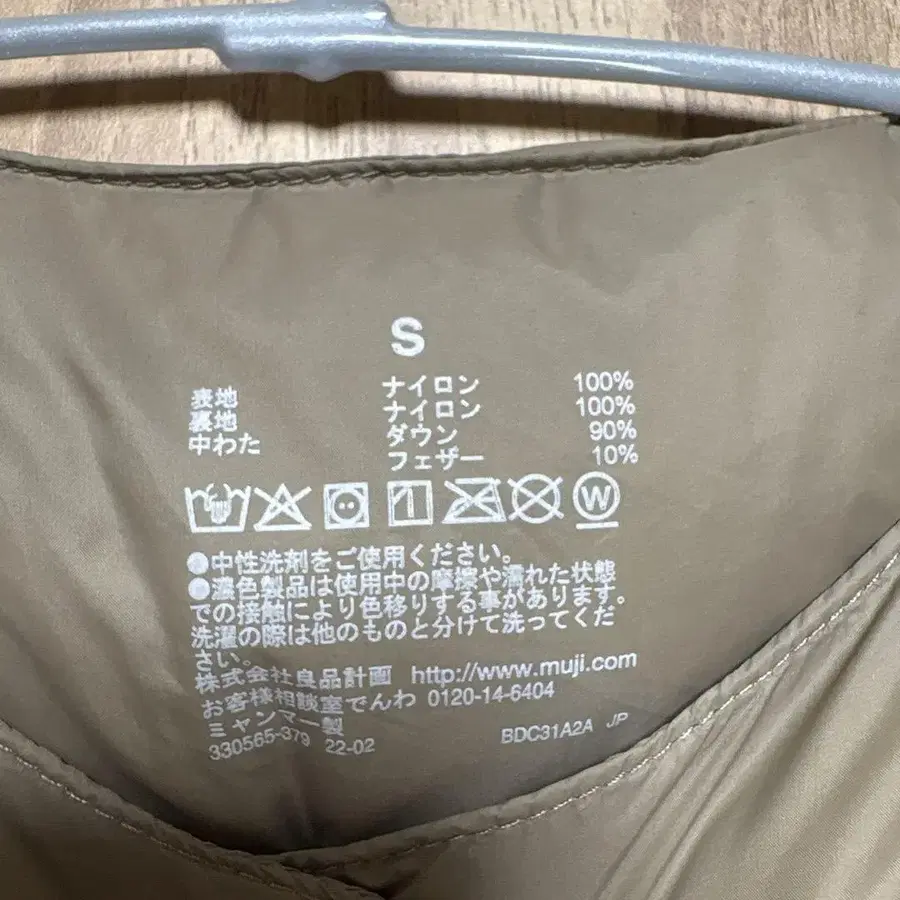 S
表地 ナイロン 100%
裏地 ナイロン 100%
中わた ダウン 90%
フェザー 10%
W
●中性洗剤をご使用ください。
●濃色製品は使用中の摩擦や濡れた状態
での接触により色移りする事があります。
洗濯の際は他のものと分けて洗ってくだ
さい。
株式会社良品計画 http://www.muji.com
お客様相談室でんわ 0120-14-6404
ミャンマー製
330565-379 22-02 BDC31A2A JP